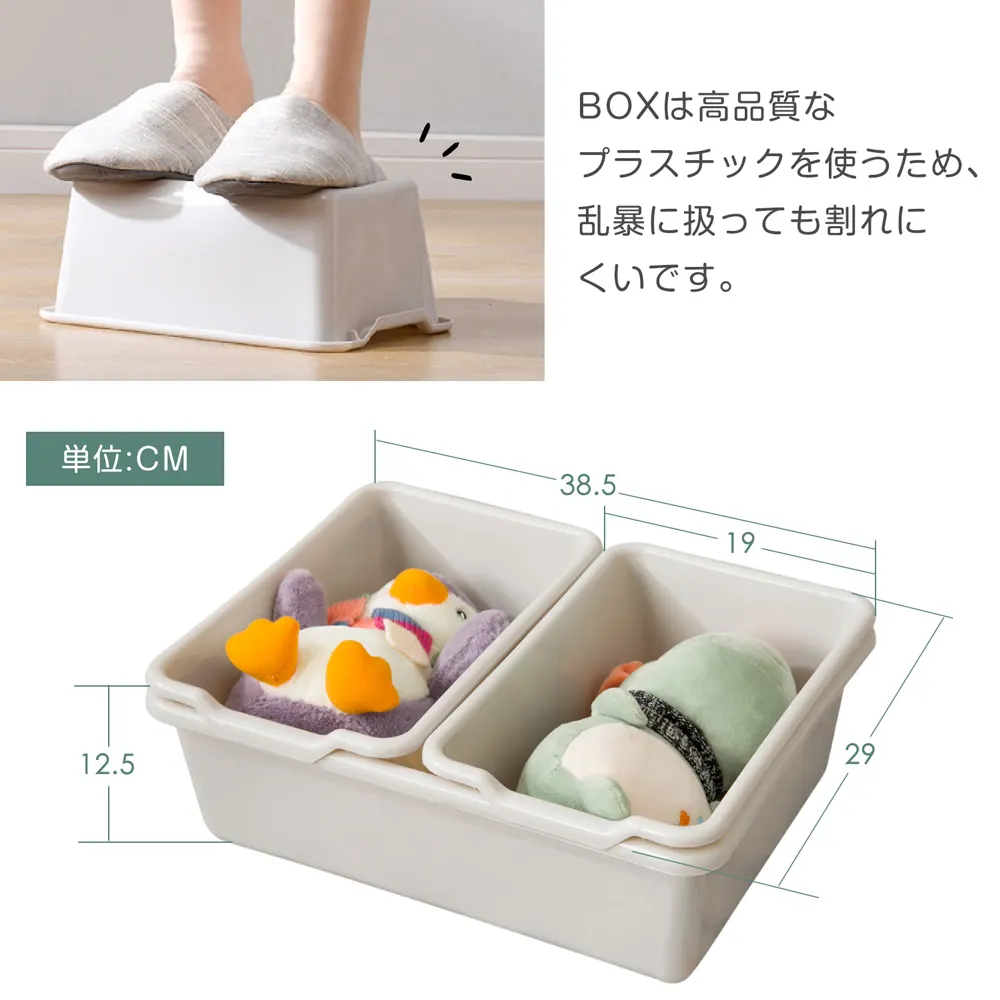 BOXは高品質な
プラスチックを使うため、
乱暴に扱っても割れに
くいです。
単位:CM
38.5
19
12.5
29